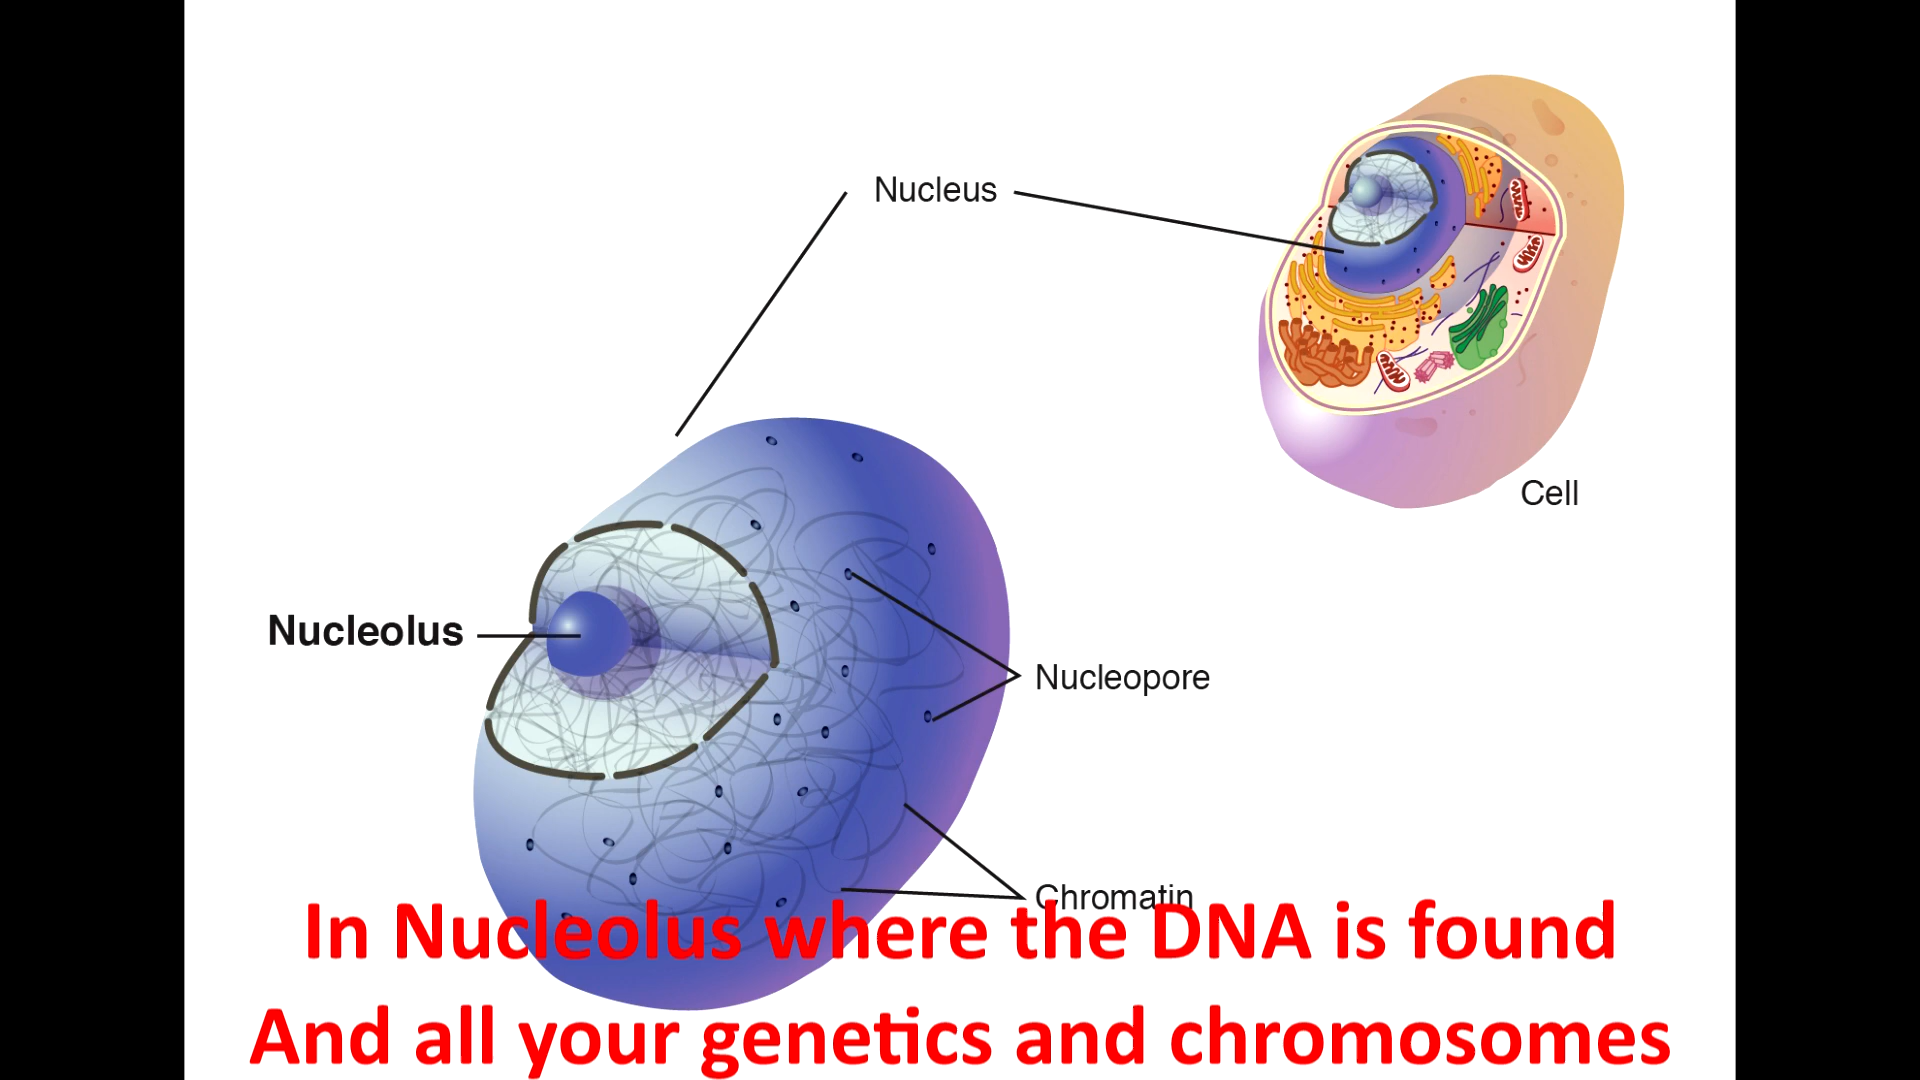 Nucleus
Cell
Nucleolus
Nucleopore
Chromatin
In Nucleolus where the DNA is found
And all your genetics and chromosomes